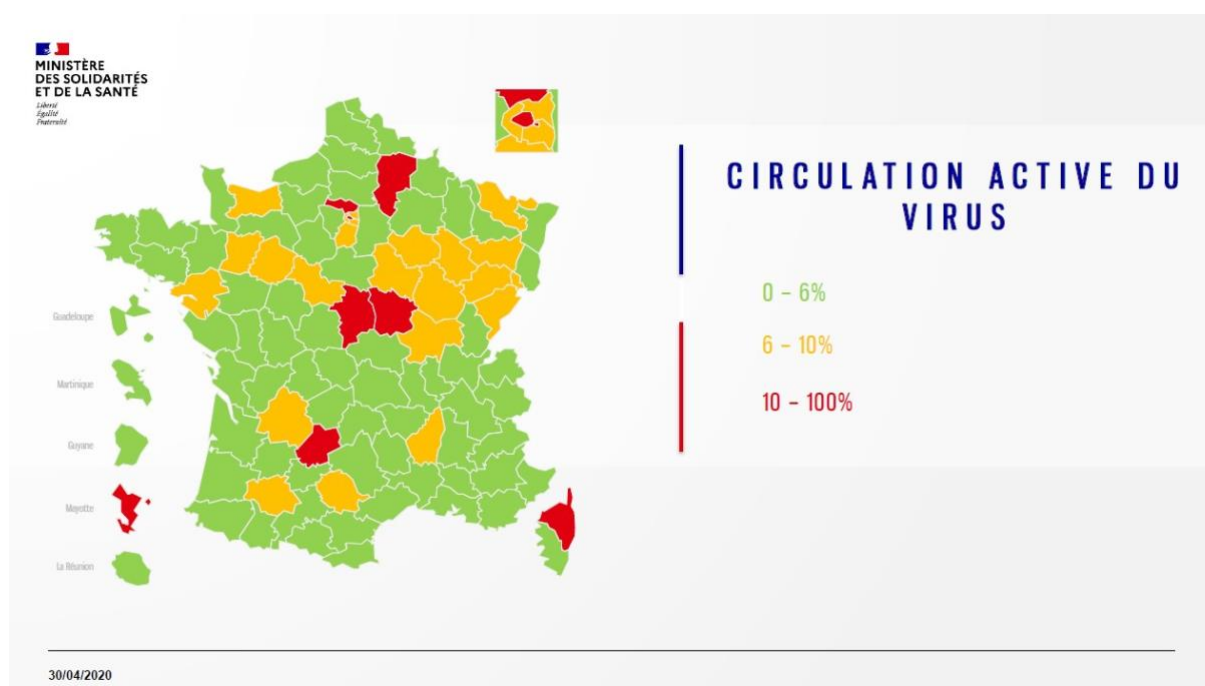 MINISTÈRE
DES SOLIDARITÉS
ET DE LA SANTÉ
Liberté
Égalité
Fraternité
CIRCULATION ACTIVE DU
VIRUS
0 – 6%
6 – 10%
10 – 100%
Guadeloupe
Martinique
Guyane
Mayotte
La Réunion
30/04/2020